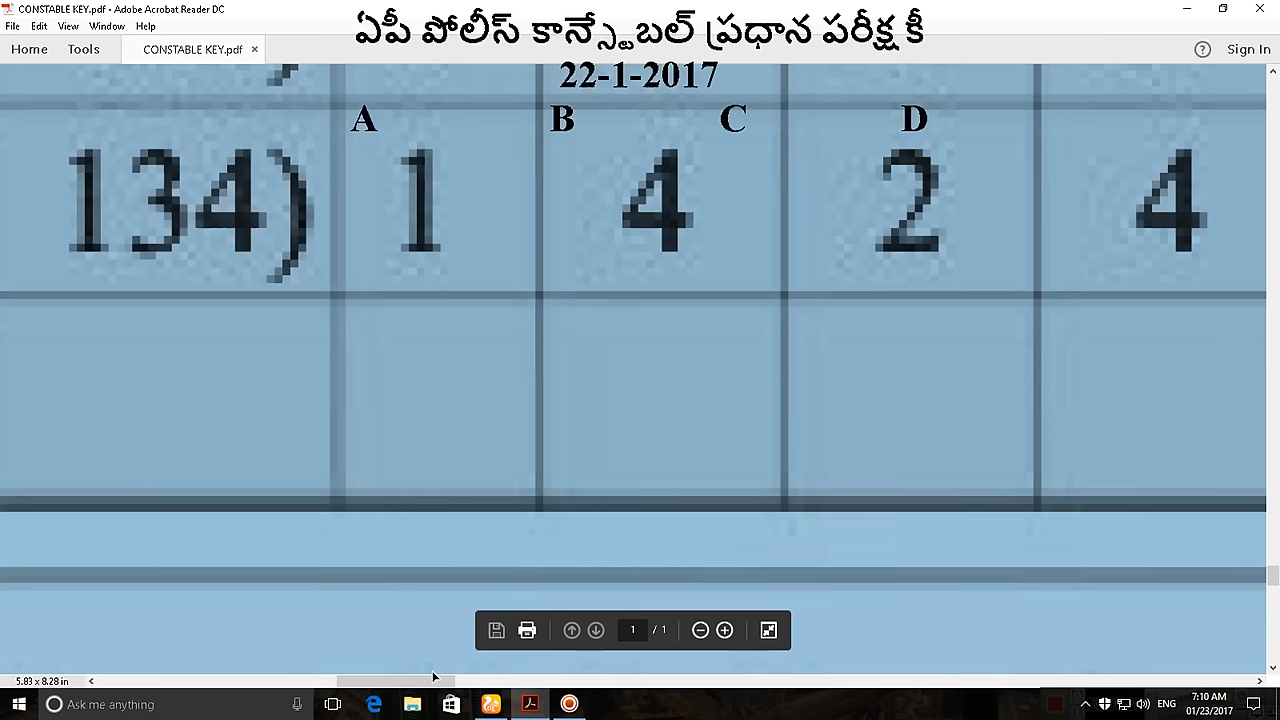 CONSTABLE KEY.pdf - Adobe Acrobat Reader DC
File Edit View Window Help
ఏపీ పోలీస్ కాన్స్టేబల్ ప్రధాన పరీక్ష కీ
Home Tools CONSTABLE KEY.pdf × ? Sign In
22-1-2017
A B C D
134) 1 4 2 4
1 / 1
5.83 x 8.28 in
Ask me anything
ENG
7:10 AM
01/23/2017